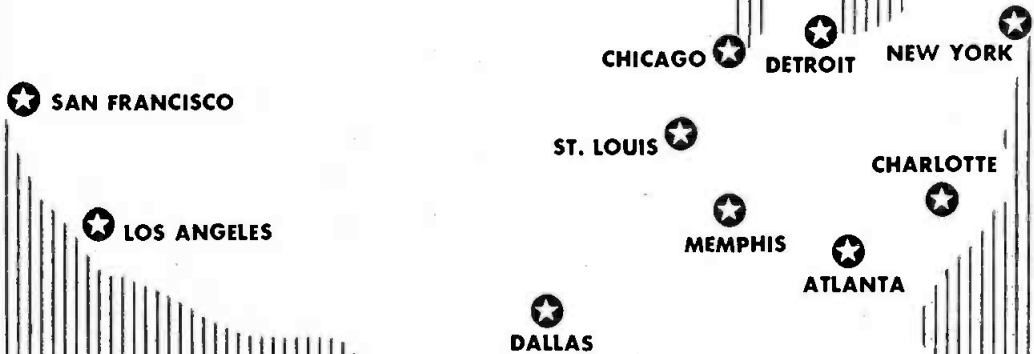 CHICAGO
DETROIT
NEW YORK
SAN FRANCISCO
ST. LOUIS
CHARLOTTE
LOS ANGELES
MEMPHIS
ATLANTA
DALLAS